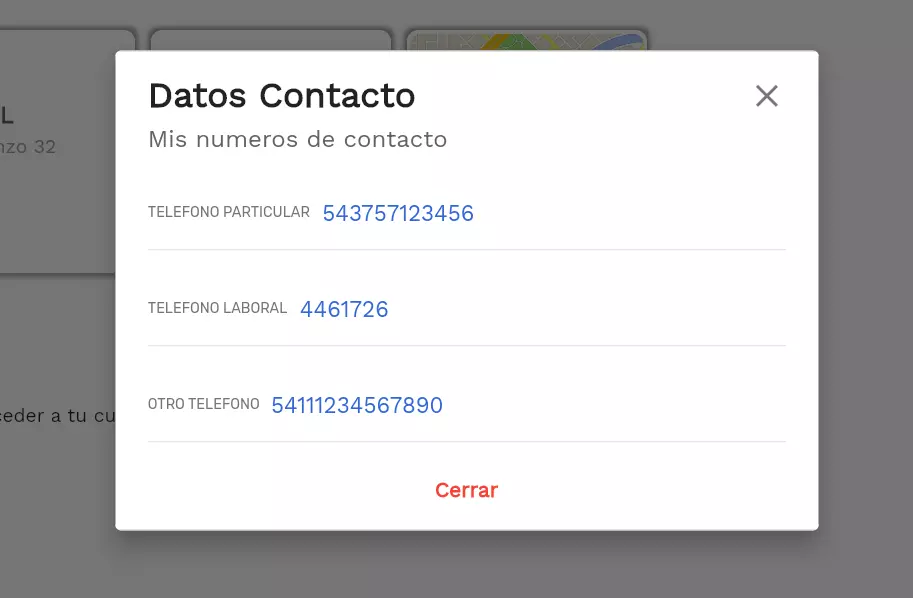 Datos Contacto
Mis numeros de contacto
TELEFONO PARTICULAR 543757123456
TELEFONO LABORAL 4461726
OTRO TELEFONO 54111234567890
Cerrar
L
nzo 32
ceder a tu cu